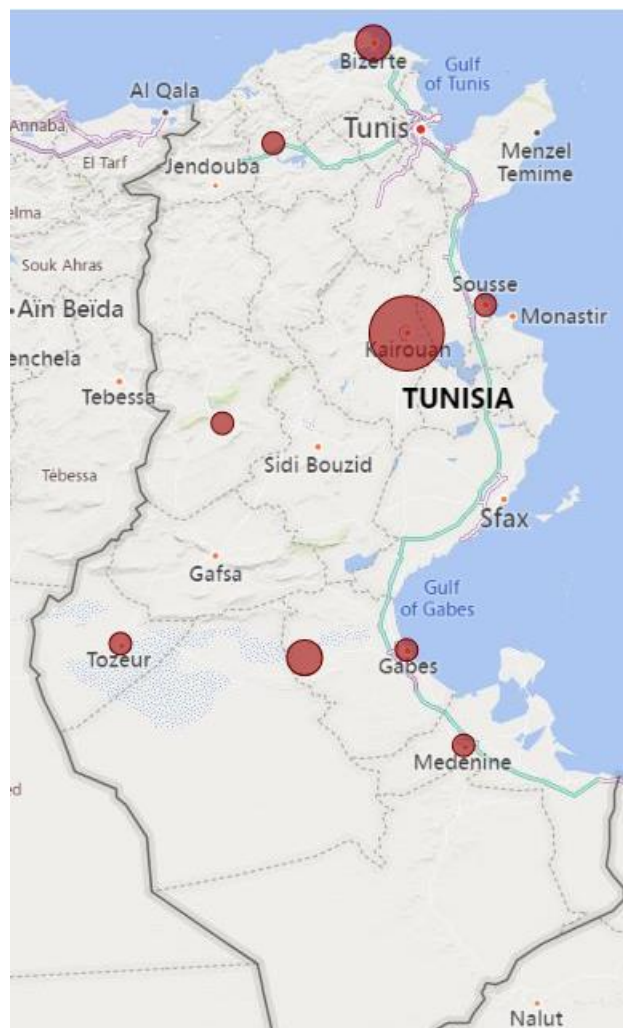 Bizerte
Gulf
of Tunis
Al Qala
Annaba
Tunis
El Tarf
Jendouba
Menzel
Temime
elma
Souk Ahras
Sousse
Aïn Beïda
Monastir
enchela
Kairouan
Tebessa
TUNISIA
Sidi Bouzid
Tébessa
Sfax
Gafsa
Gulf
of Gabes
Tozeur
Gabes
Medenine
ed
Nalut